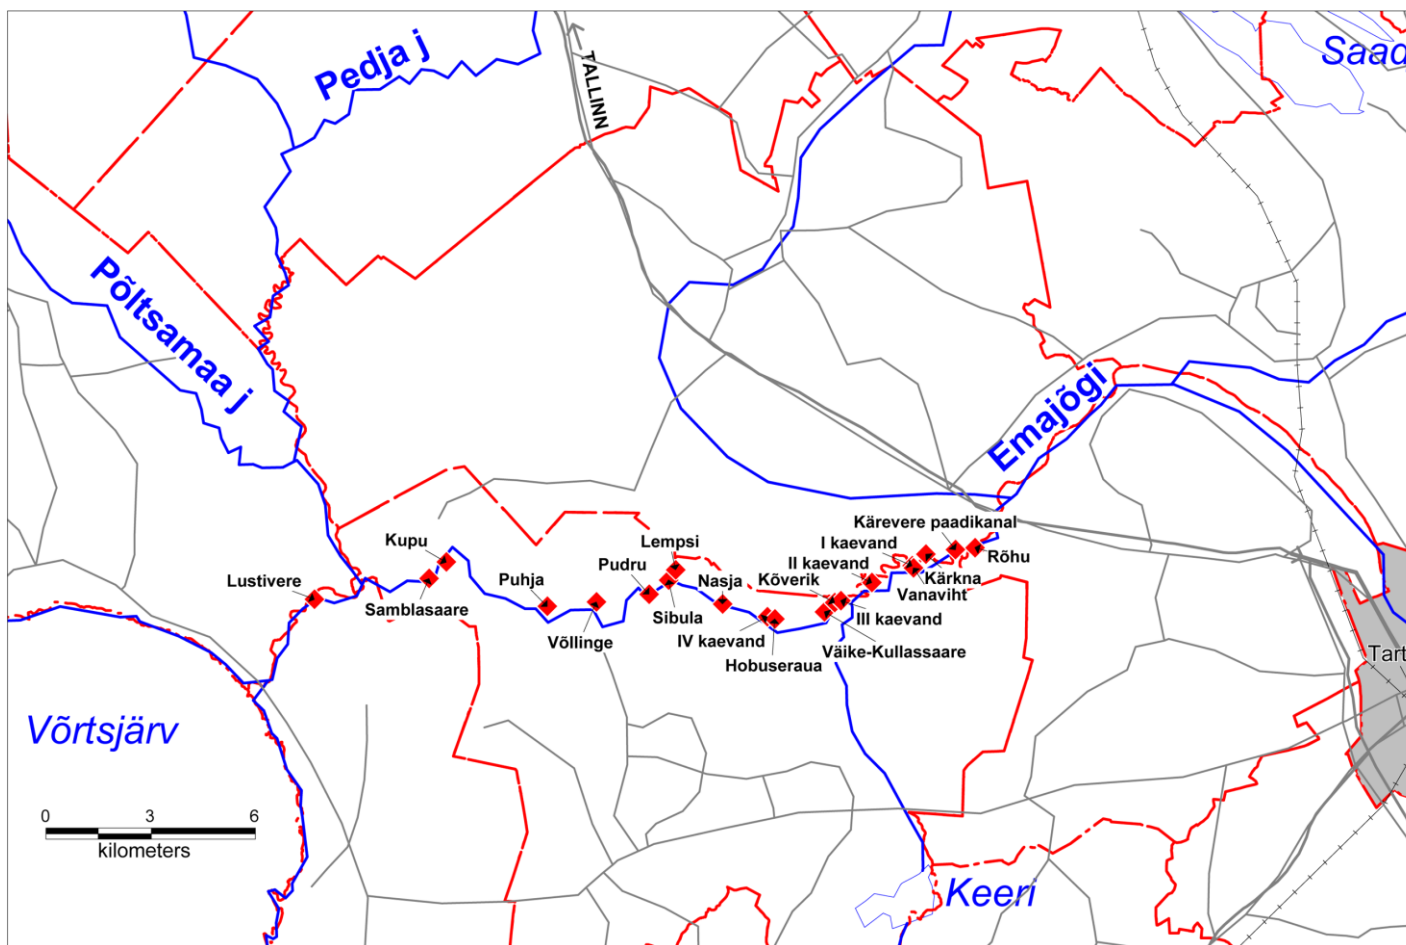 Saad
Pedja j
TALLINN
Põltsamaa j
Emajõgi
Kärevere paadikanal
Kupu
Lempsi
I kaevand
Rõhu
II kaevand
Pudru
Lustivere
Puhja
Nasja
Kõverik
Kärkna
Vanaviht
Samblasaare
Võllinge
Sibula
III kaevand
IV kaevand
Väike-Kullassaare
Hobuseraua
Tart
Võrtsjärv
0 3 6
kilometers
Keeri